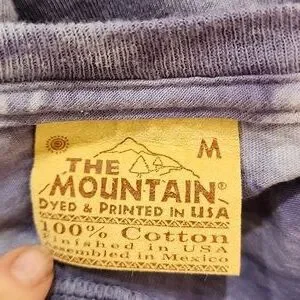 M
THE
MOUNTAIN®
DYED & PRINTED IN USA
100% Cotton
Finished in USA
Assembled in Mexico